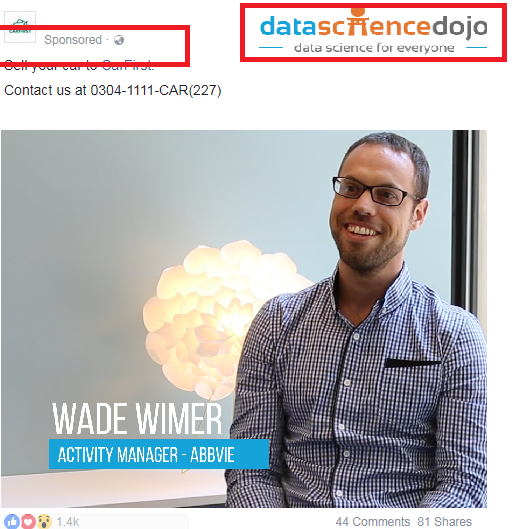 CARFIRST
Sponsored ·
datasciencedojo
data science for everyone
Sell your car to CarFirst.
Contact us at 0304-1111-CAR(227)
WADE WIMER
ACTIVITY MANAGER - ABBVIE
1.4k
44 Comments 81 Shares